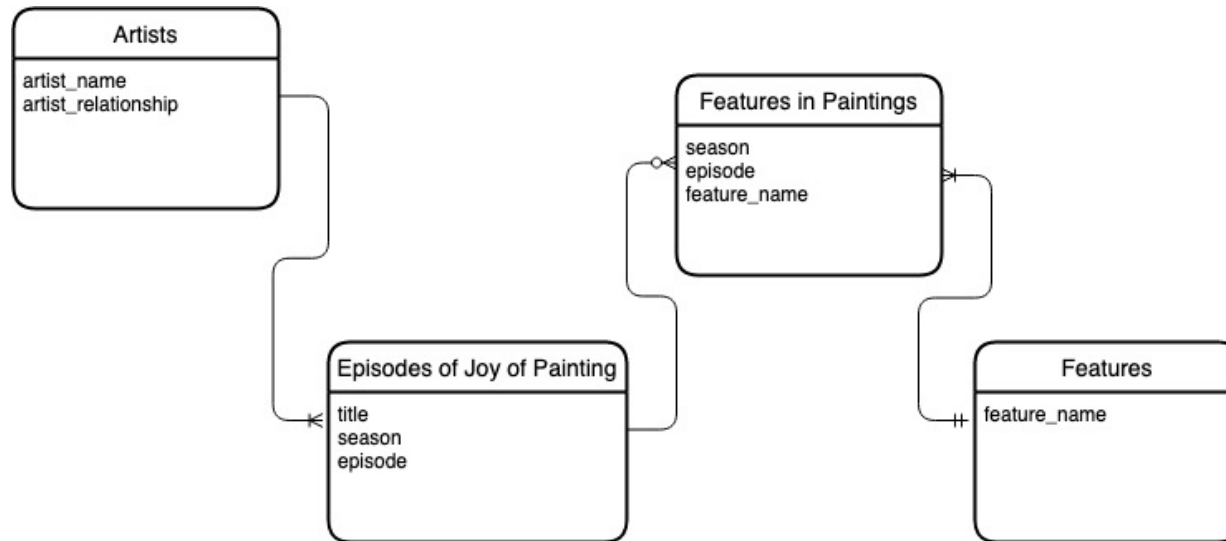 Artists
artist_name
artist_relationship
Features in Paintings
season
episode
feature_name
Episodes of Joy of Painting
title
season
episode
Features
feature_name